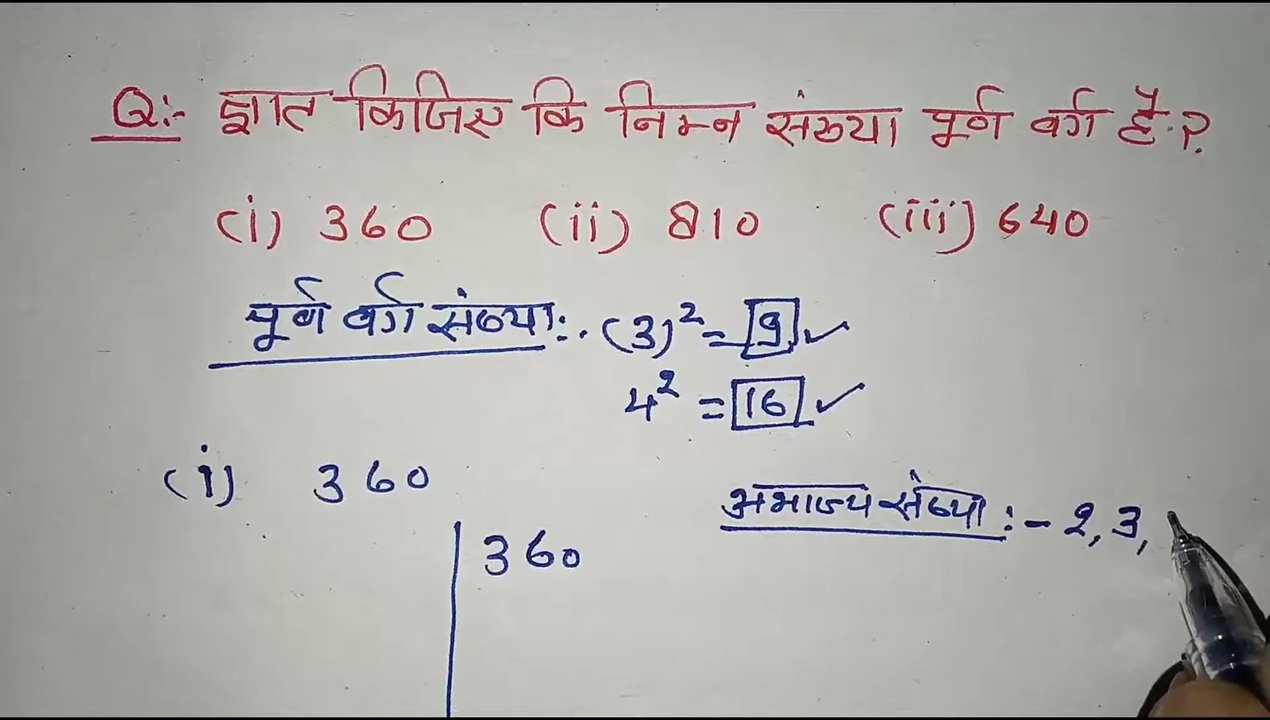 Q:- ज्ञात किजिए कि निम्न संख्या पूर्ण वर्ग है.?
(i) 360 (ii) 810 (iii) 640
पूर्ण वर्ग संख्या:. (3)² = 9 ✓
4² = 16 ✓
(i) 360
अभाज्य संख्या :- 2, 3,
360